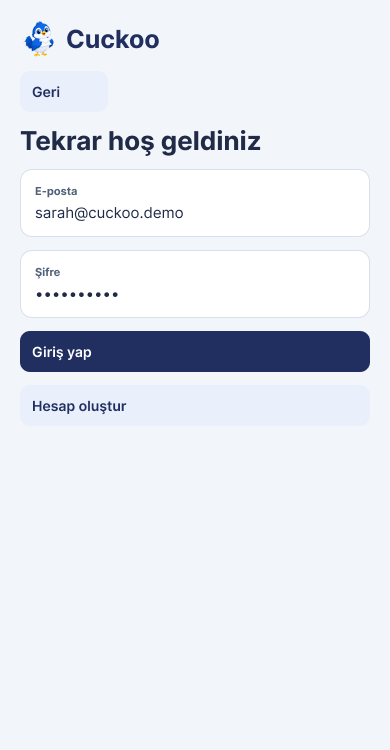 Cuckoo
Geri
Tekrar hoş geldiniz
E-posta
sarah@cuckoo.demo
Şifre
••••••••••
Giriş yap
Hesap oluştur